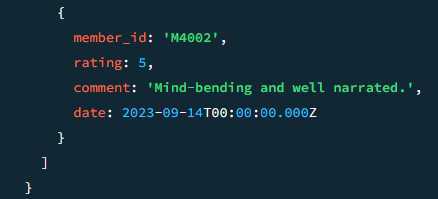 {
member_id: 'M4002',
rating: 5,
comment: 'Mind-bending and well narrated.',
date: 2023-09-14T00:00:00.000Z
}
]
}